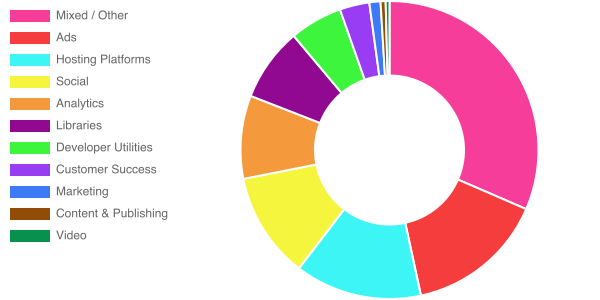 Mixed / Other
Ads
Hosting Platforms
Social
Analytics
Libraries
Developer Utilities
Customer Success
Marketing
Content & Publishing
Video